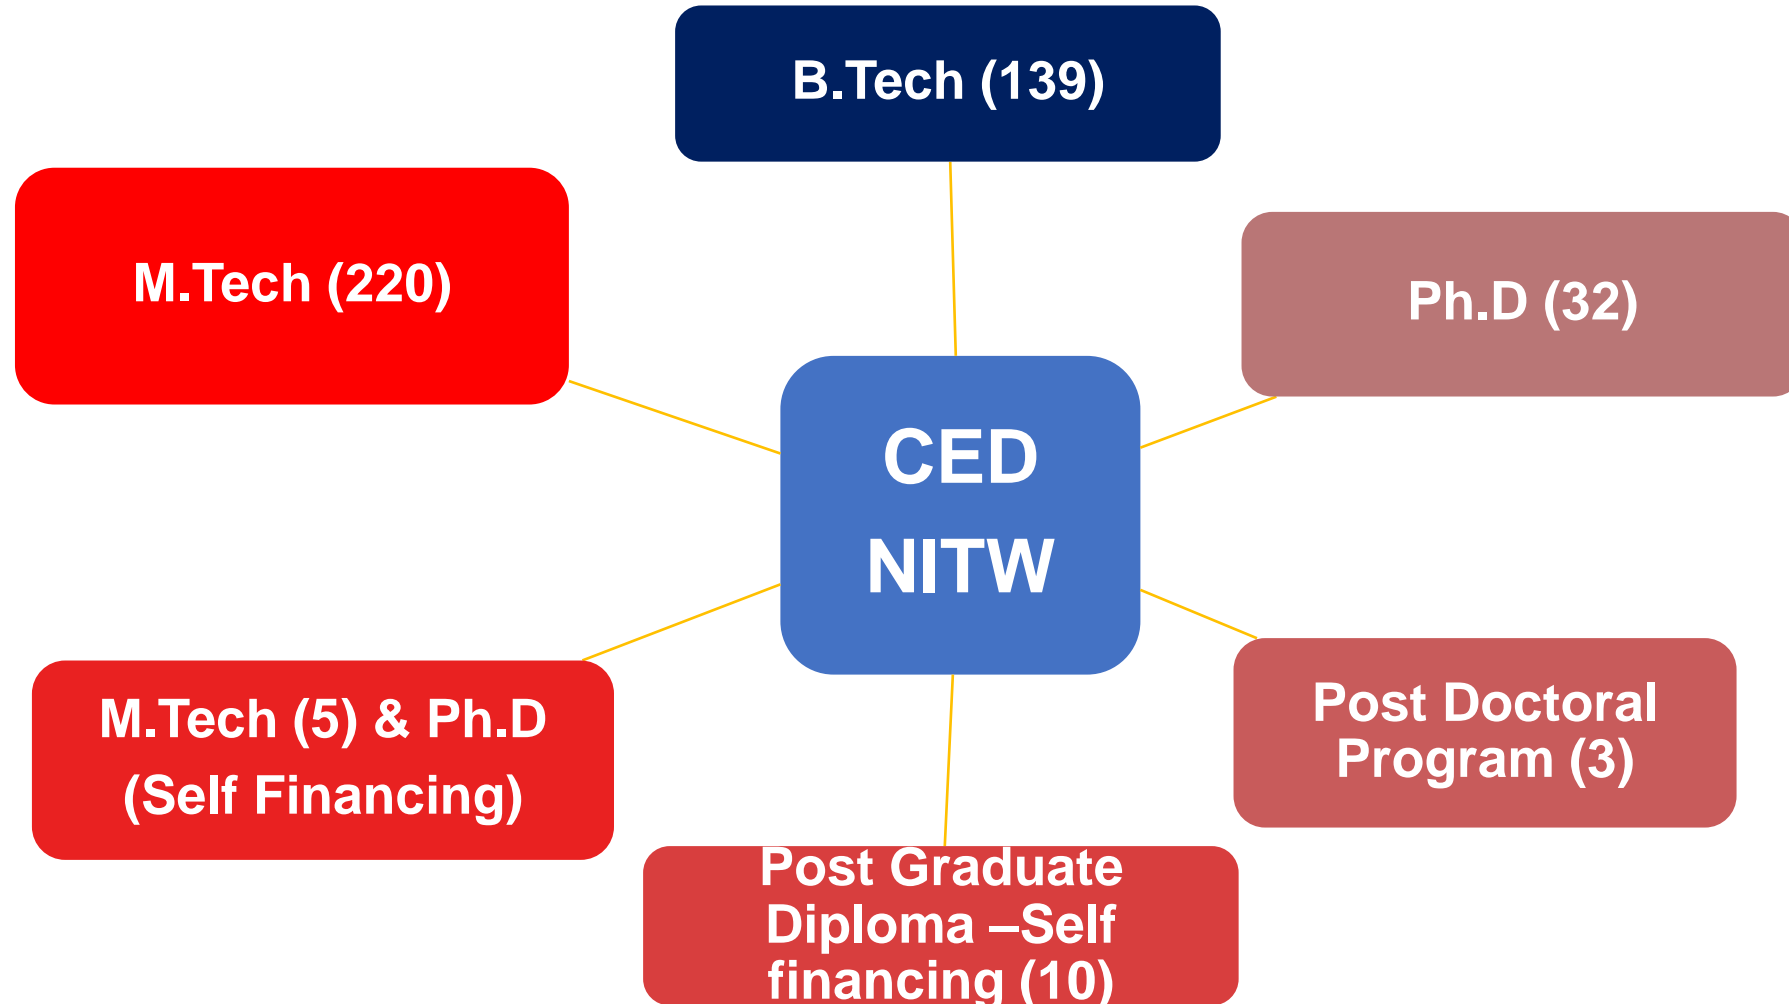 B.Tech (139)
M.Tech (220)
Ph.D (32)
CED
NITW
M.Tech (5) & Ph.D
(Self Financing)
Post Doctoral
Program (3)
Post Graduate
Diploma –Self
financing (10)